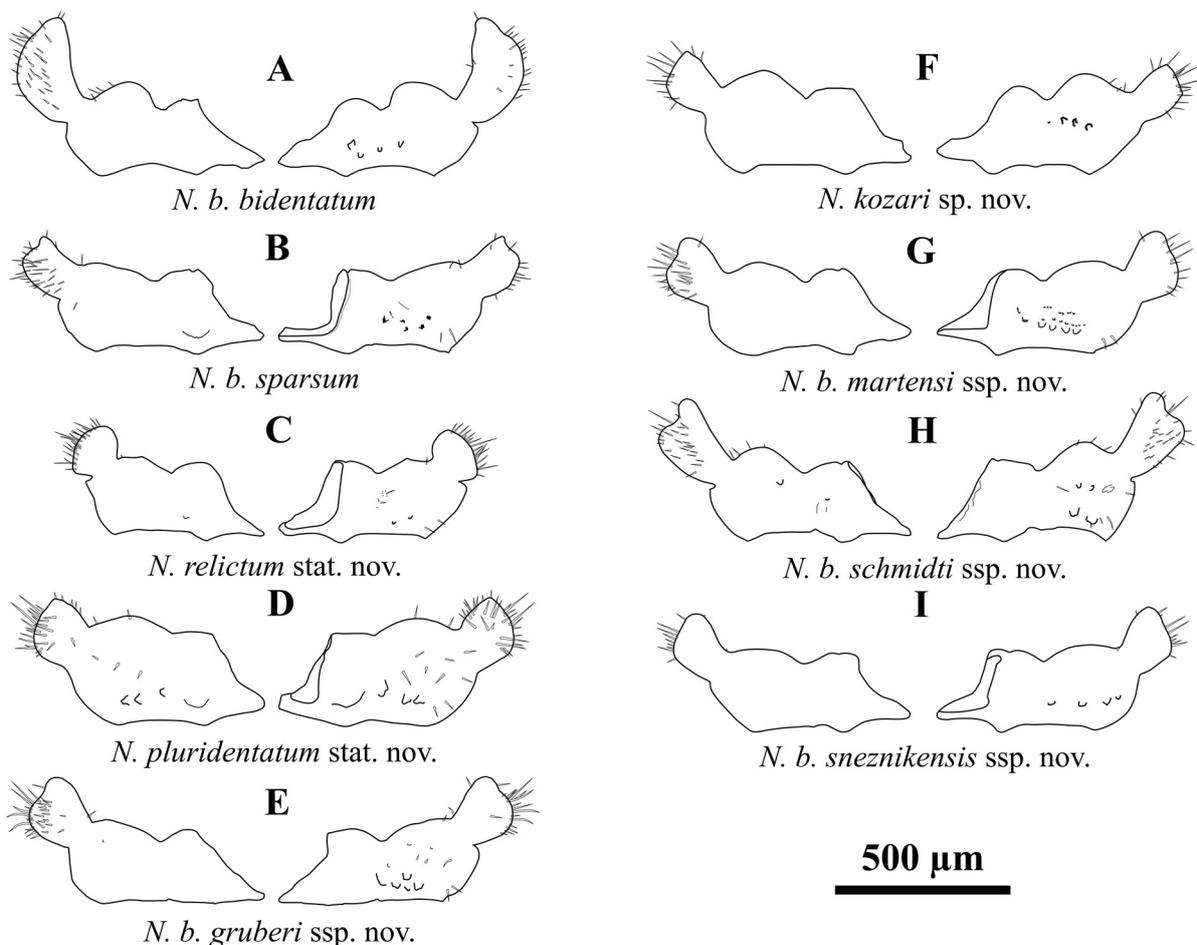 A
N. b. bidentatum
B
N. b. sparsum
C
N. relictum stat. nov.
D
N. pluridentatum stat. nov.
E
N. b. gruberi ssp. nov.
F
N. kozari sp. nov.
G
N. b. martensi ssp. nov.
H
N. b. schmidti ssp. nov.
I
N. b. sneznikensis ssp. nov.
500 µm